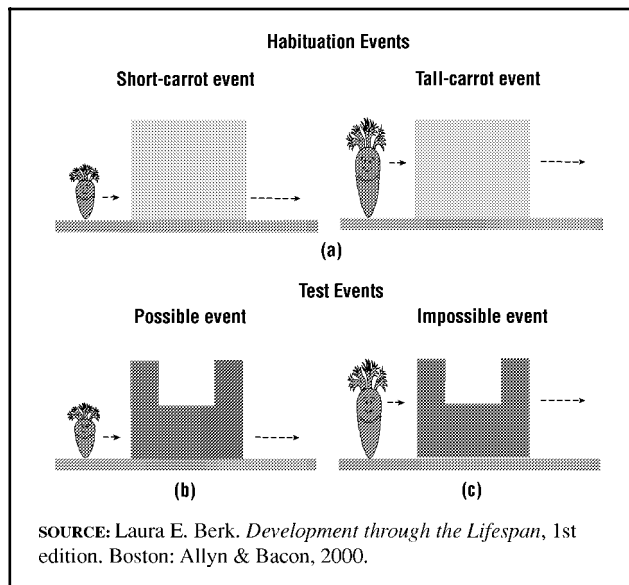 Habituation Events
Short-carrot event
Tall-carrot event
(a)
Test Events
Possible event
Impossible event
(b)
(c)
SOURCE: Laura E. Berk. Development through the Lifespan, 1st
edition. Boston: Allyn & Bacon, 2000.